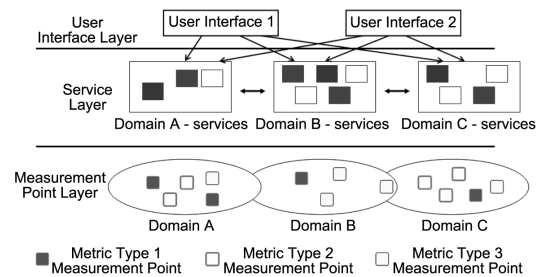 User
Interface Layer
User Interface 1
User Interface 2
Service
Layer
Domain A - services
Domain B - services
Domain C - services
Measurement
Point Layer
Domain A
Domain B
Domain C
Metric Type 1
Measurement Point
Metric Type 2
Measurement Point
Metric Type 3
Measurement Point